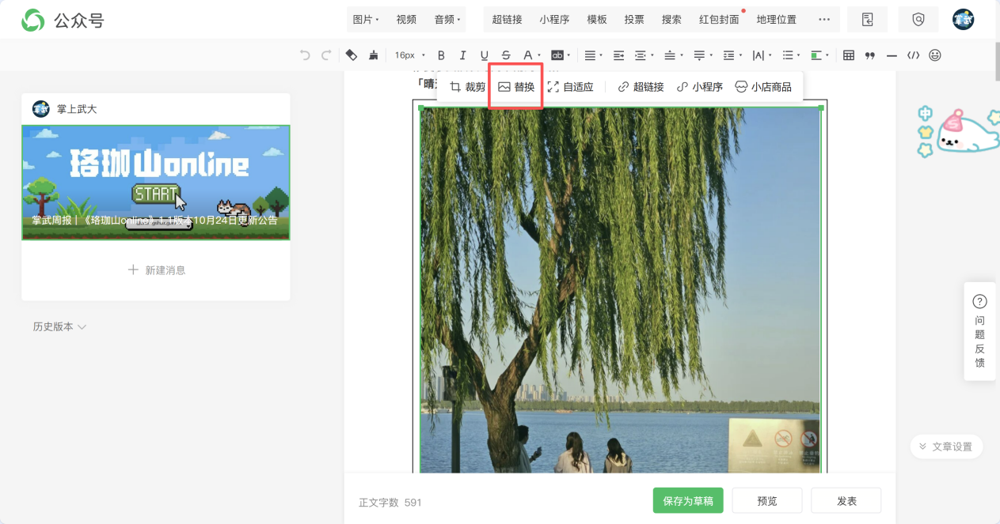 公众号
图片 视频 音频 超链接 小程序 模板 投票 搜索 红包封面 地理位置 ···
掌武
16px B I U S A ab |A|
掌上武大
珞珈山online
START
掌武周报 | 《珞珈山online》1.1版本10月24日更新公告
新建消息
历史版本
「晴
裁剪 替换 自适应 超链接 小程序 小店商品
中
S
问
题
反
馈
文章设置
正文字数 591
保存为草稿 预览 发表